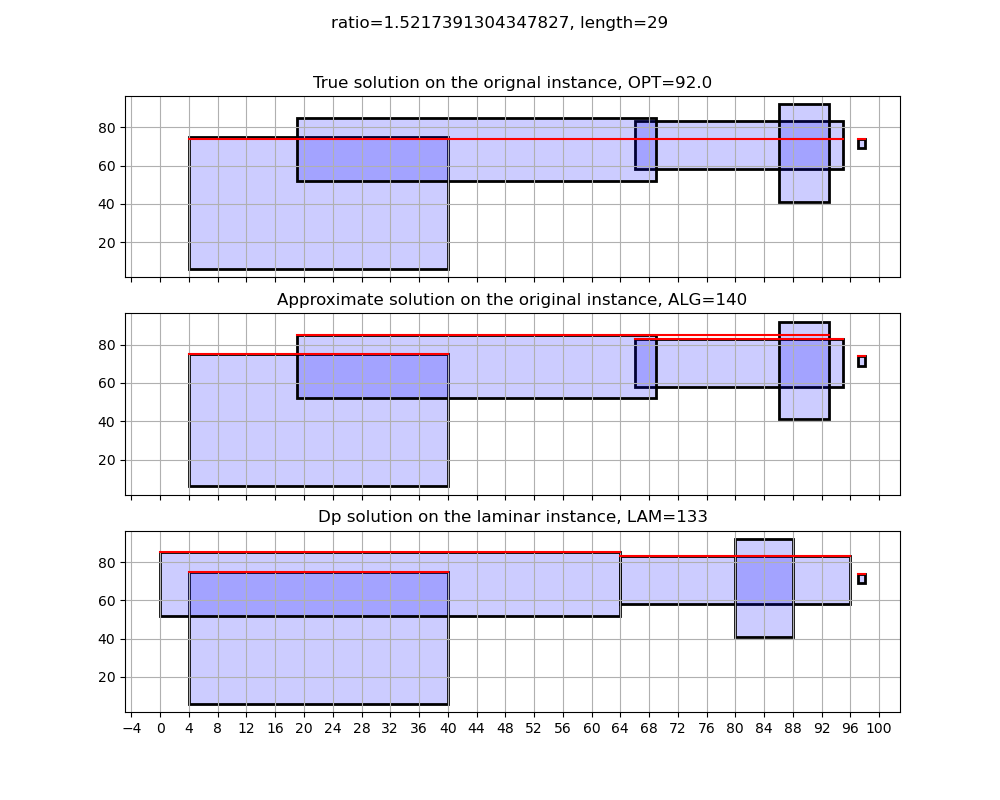 ratio=1.5217391304347827, length=29
True solution on the orignal instance, OPT=92.0
80
60
40
20
Approximate solution on the original instance, ALG=140
80
60
40
20
Dp solution on the laminar instance, LAM=133
80
60
40
20
−4 0 4 8 12 16 20 24 28 32 36 40 44 48 52 56 60 64 68 72 76 80 84 88 92 96 100